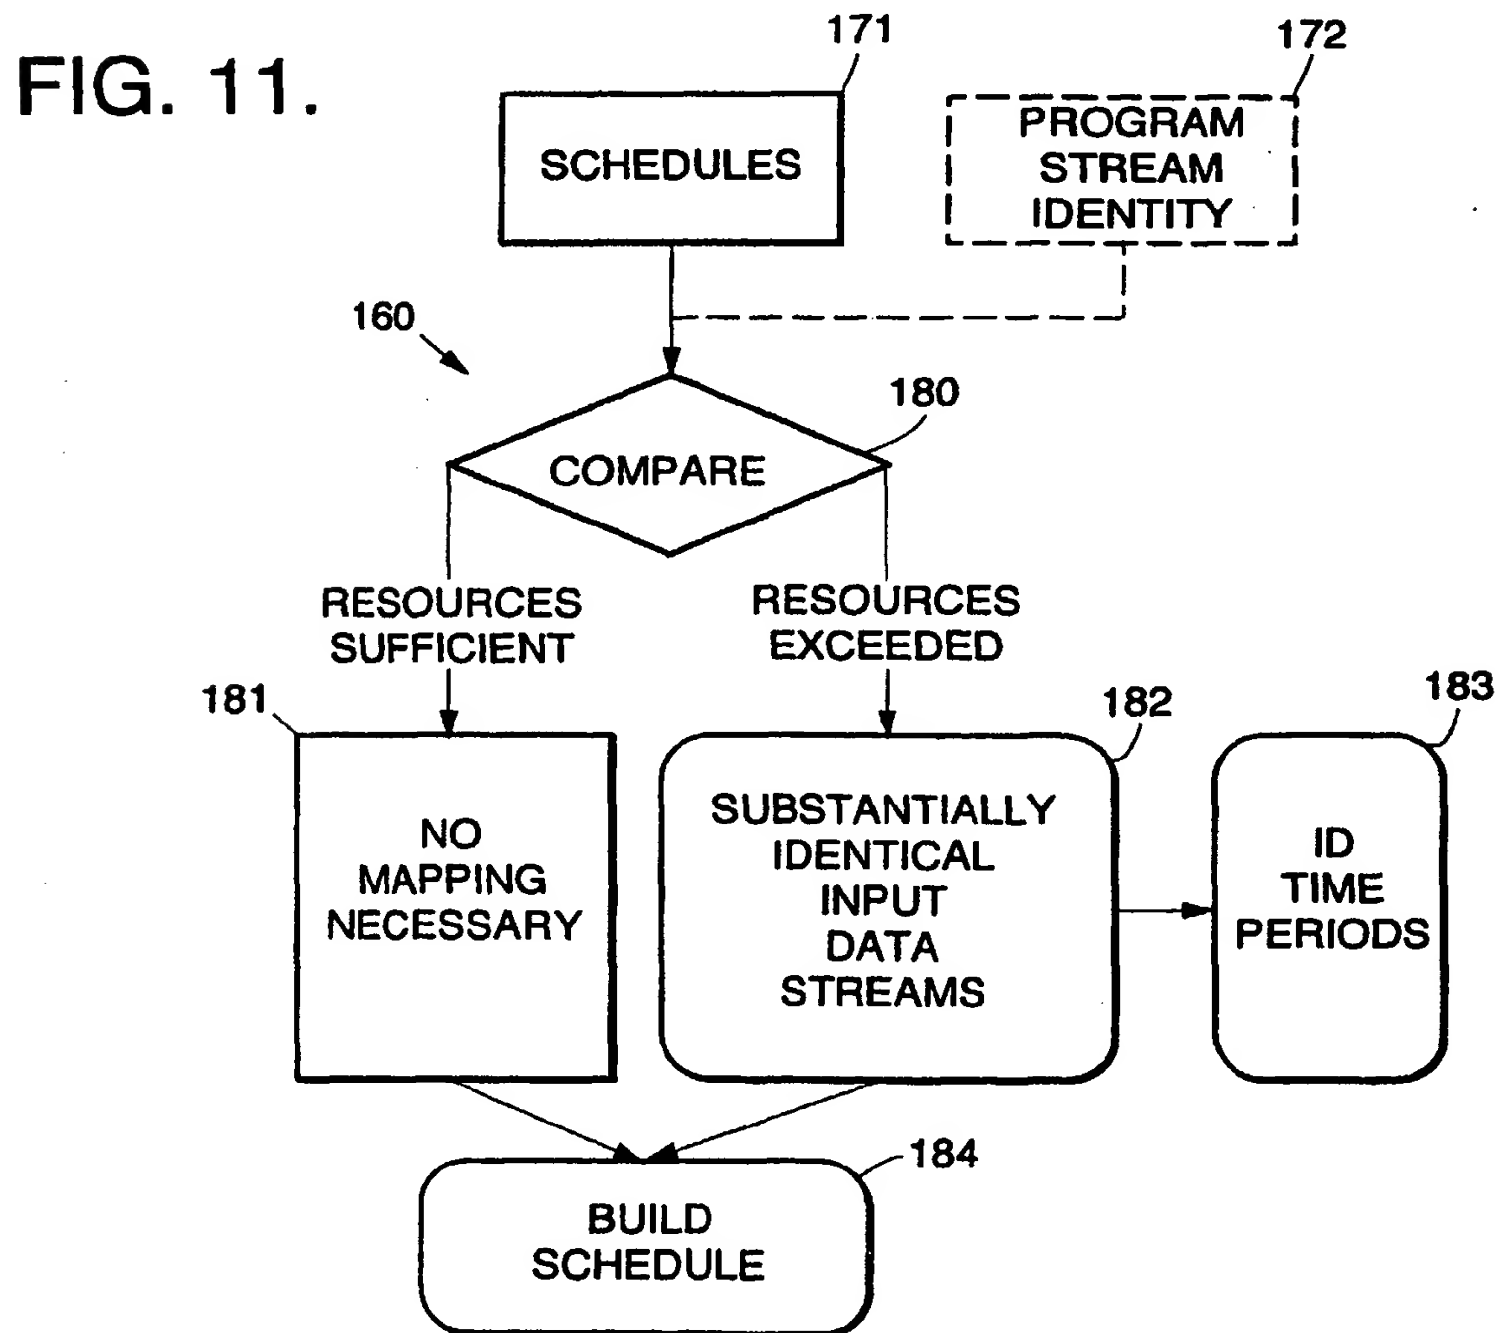 FIG. 11.
171
172
SCHEDULES
PROGRAM
STREAM
IDENTITY
160
180
COMPARE
RESOURCES
SUFFICIENT
RESOURCES
EXCEEDED
181
182
183
NO
MAPPING
NECESSARY
SUBSTANTIALLY
IDENTICAL
INPUT
DATA
STREAMS
ID
TIME
PERIODS
184
BUILD
SCHEDULE